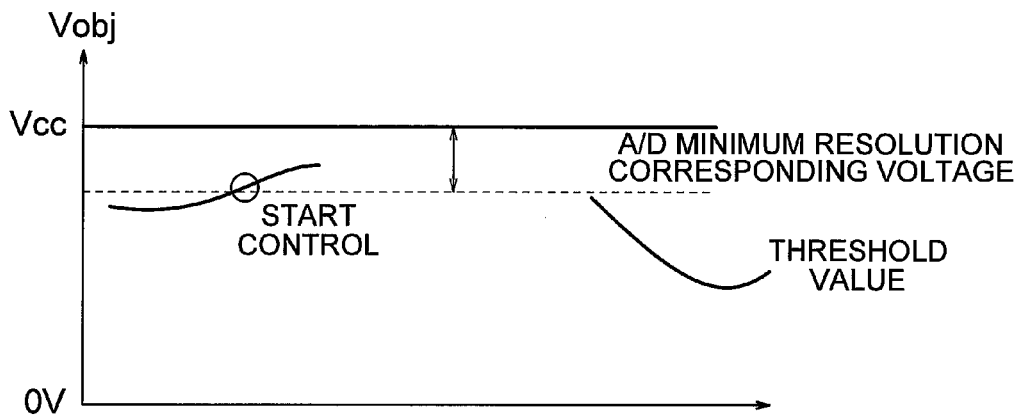 Vobj
Vcc
A/D MINIMUM RESOLUTION
CORRESPONDING VOLTAGE
START
CONTROL
THRESHOLD
VALUE
0V